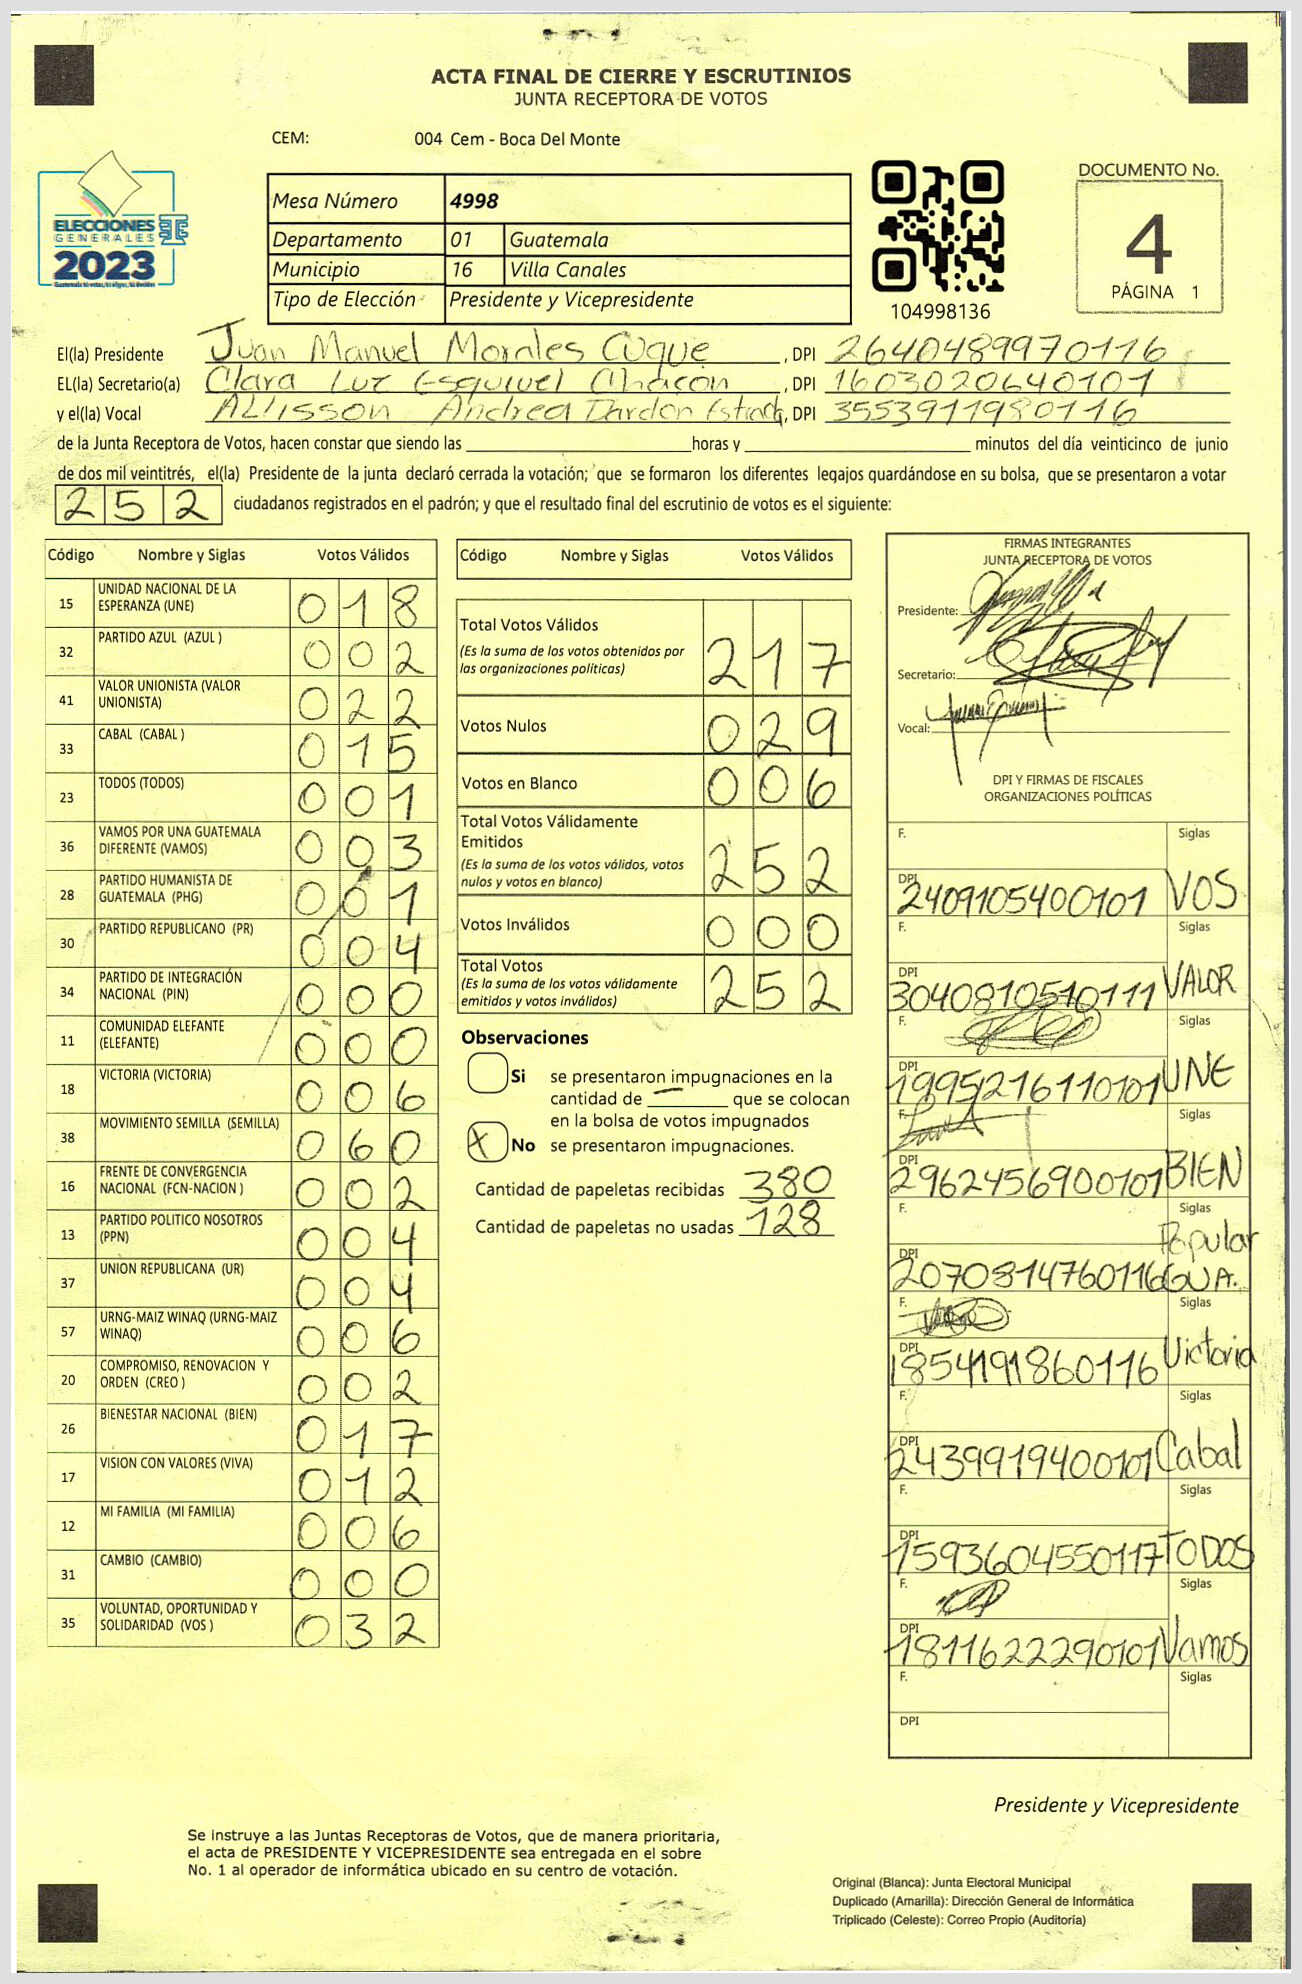 ACTA FINAL DE CIERRE Y ESCRUTINIOS
JUNTA RECEPTORA DE VOTOS
CEM: 004 Cem - Boca Del Monte
ELECCIONES
GENERALES
2023
Mesa Número 4998
Departamento 01 Guatemala
Municipio 16 Villa Canales
Tipo de Elección Presidente y Vicepresidente
104998136
DOCUMENTO No.
4
PÁGINA 1
El(la) Presidente Juan Manuel Morales Cuque, DPI 2640489970116
EL(la) Secretario(a) Clara Luz Esquivel Chacon, DPI 1603020640101
y el(la) Vocal Allisson Andrea Dardon Estrada, DPI 3553911980116
de la Junta Receptora de Votos, hacen constar que siendo las horas y minutos del día veinticinco de junio
de dos mil veintitrés, el(la) Presidente de la junta declaró cerrada la votación; que se formaron los diferentes legajos guardándose en su bolsa, que se presentaron a votar
252 ciudadanos registrados en el padrón; y que el resultado final del escrutinio de votos es el siguiente:
Código Nombre y Siglas Votos Válidos
15 UNIDAD NACIONAL DE LA ESPERANZA (UNE) 018
32 PARTIDO AZUL (AZUL ) 002
41 VALOR UNIONISTA (VALOR UNIONISTA) 022
33 CABAL (CABAL ) 015
23 TODOS (TODOS) 001
36 VAMOS POR UNA GUATEMALA DIFERENTE (VAMOS) 003
28 PARTIDO HUMANISTA DE GUATEMALA (PHG) 001
30 PARTIDO REPUBLICANO (PR) 004
34 PARTIDO DE INTEGRACIÓN NACIONAL (PIN) 000
11 COMUNIDAD ELEFANTE (ELEFANTE) 000
18 VICTORIA (VICTORIA) 006
38 MOVIMIENTO SEMILLA (SEMILLA) 060
16 FRENTE DE CONVERGENCIA NACIONAL (FCN-NACION ) 002
13 PARTIDO POLITICO NOSOTROS (PPN) 004
37 UNION REPUBLICANA (UR) 004
57 URNG-MAIZ WINAQ (URNG-MAIZ WINAQ) 006
20 COMPROMISO, RENOVACION Y ORDEN (CREO ) 002
26 BIENESTAR NACIONAL (BIEN) 017
17 VISION CON VALORES (VIVA) 012
12 MI FAMILIA (MI FAMILIA) 006
31 CAMBIO (CAMBIO) 000
35 VOLUNTAD, OPORTUNIDAD Y SOLIDARIDAD (VOS ) 032
Código Nombre y Siglas Votos Válidos
Total Votos Válidos 217
(Es la suma de los votos obtenidos por
las organizaciones políticas)
Votos Nulos 029
Votos en Blanco 006
Total Votos Válidamente
Emitidos 252
(Es la suma de los votos válidos, votos
nulos y votos en blanco)
Votos Inválidos 000
Total Votos 252
(Es la suma de los votos válidamente
emitidos y votos inválidos)
Observaciones
Si se presentaron impugnaciones en la
cantidad de — que se colocan
en la bolsa de votos impugnados
X No se presentaron impugnaciones.
Cantidad de papeletas recibidas 380
Cantidad de papeletas no usadas 128
FIRMAS INTEGRANTES
JUNTA RECEPTORA DE VOTOS
Presidente:
Secretario:
Vocal:
DPI Y FIRMAS DE FISCALES
ORGANIZACIONES POLÍTICAS
F. Siglas
DPI 2409105400101 VOS
F. Siglas
DPI 3040810510111 VALOR
F. Siglas
DPI 1995216110101 UNE
F. Siglas
DPI 2962456900101 BIEN
F. Siglas
Popular
DPI 2070814760116 GUA.
F. Siglas
DPI 1854191860116 Victoria
F. Siglas
DPI 2439919400101 Cabal
F. Siglas
DPI 1593604550117 TODOS
F. Siglas
DPI 1811622290101 Vamos
F. Siglas
DPI
Presidente y Vicepresidente
Se instruye a las Juntas Receptoras de Votos, que de manera prioritaria,
el acta de PRESIDENTE Y VICEPRESIDENTE sea entregada en el sobre
No. 1 al operador de informática ubicado en su centro de votación.
Original (Blanca): Junta Electoral Municipal
Duplicado (Amarilla): Dirección General de Informática
Triplicado (Celeste): Correo Propio (Auditoría)